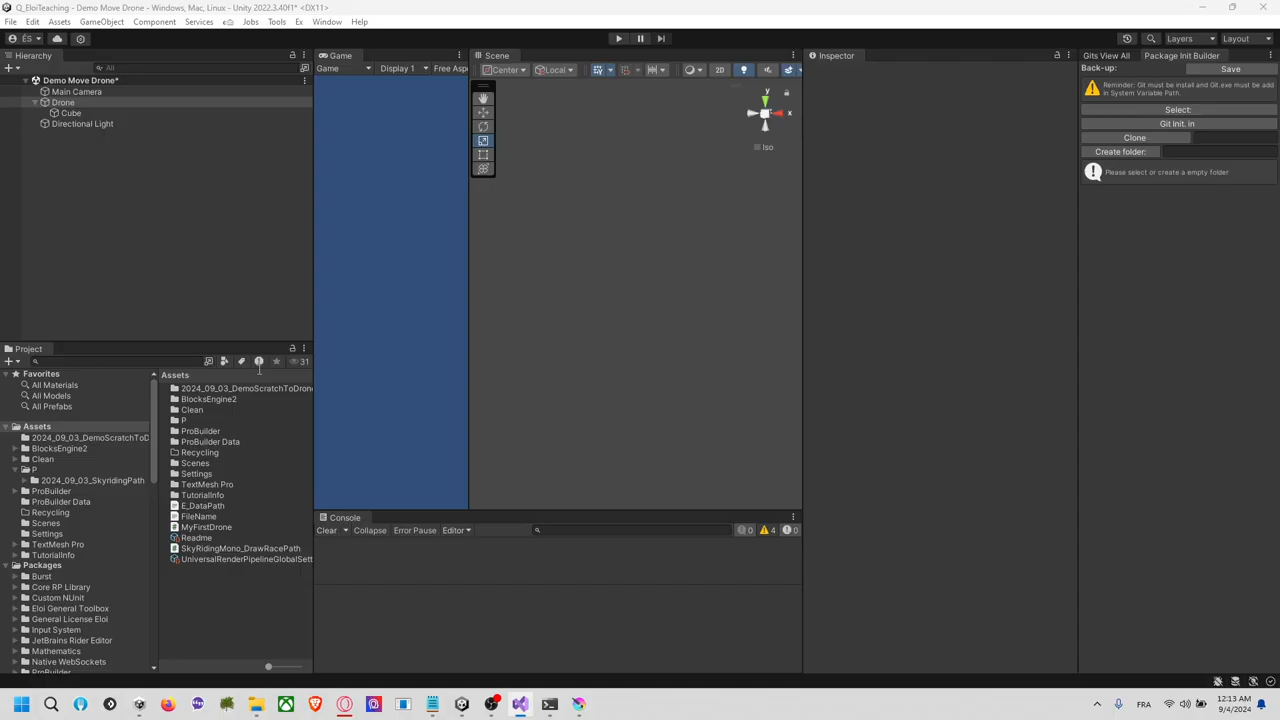 Q_EloiTeaching - Demo Move Drone - Windows, Mac, Linux - Unity 2022.3.40f1* <DX11>
File Edit Assets GameObject Component Services Jobs Tools Ex Window Help
ÉS Layers Layout
Hierarchy
All
Demo Move Drone*
Main Camera
Drone
Cube
Directional Light
Game
Game Display 1 Free Asp
Scene
Center Local 2D
y
x
Iso
Inspector
Gits View All Package Init Builder
Back-up: Save
Reminder: Git must be install and Git.exe must be add in System Variable Path.
Select:
Git Init. in
Clone
Create folder:
Please select or create a empty folder
Project
31
Favorites
All Materials
All Models
All Prefabs
Assets
2024_09_03_DemoScratchToD
BlocksEngine2
Clean
P
2024_09_03_SkyridingPath
ProBuilder
ProBuilder Data
Recycling
Scenes
Settings
TextMesh Pro
TutorialInfo
Packages
Burst
Core RP Library
Custom NUnit
Eloi General Toolbox
General License Eloi
Input System
JetBrains Rider Editor
Mathematics
Native WebSockets
ProBuilder
Assets
2024_09_03_DemoScratchToDron
BlocksEngine2
Clean
P
ProBuilder
ProBuilder Data
Recycling
Scenes
Settings
TextMesh Pro
TutorialInfo
E_DataPath
FileName
MyFirstDrone
Readme
SkyRidingMono_DrawRacePath
UniversalRenderPipelineGlobalSett
Console
Clear Collapse Error Pause Editor 0 4 0
FRA
12:13 AM
9/4/2024